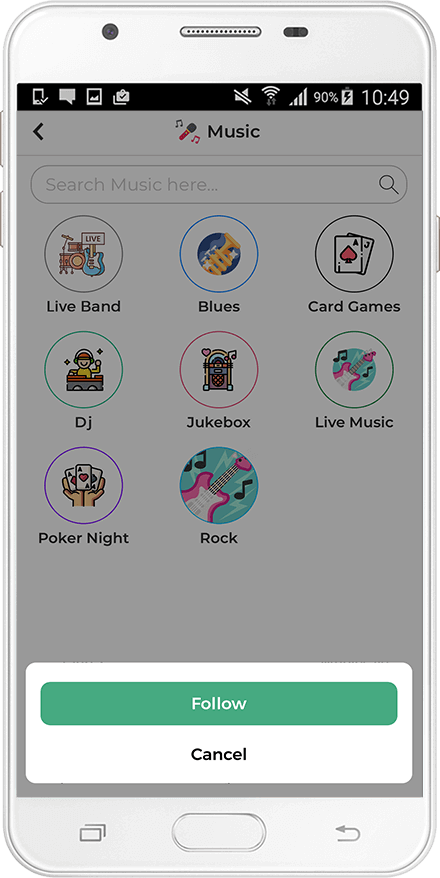 90% 10:49
Music
Search Music here...
LIVE
Live Band Blues Card Games
Dj Jukebox Live Music
Poker Night Rock
Follow
Cancel